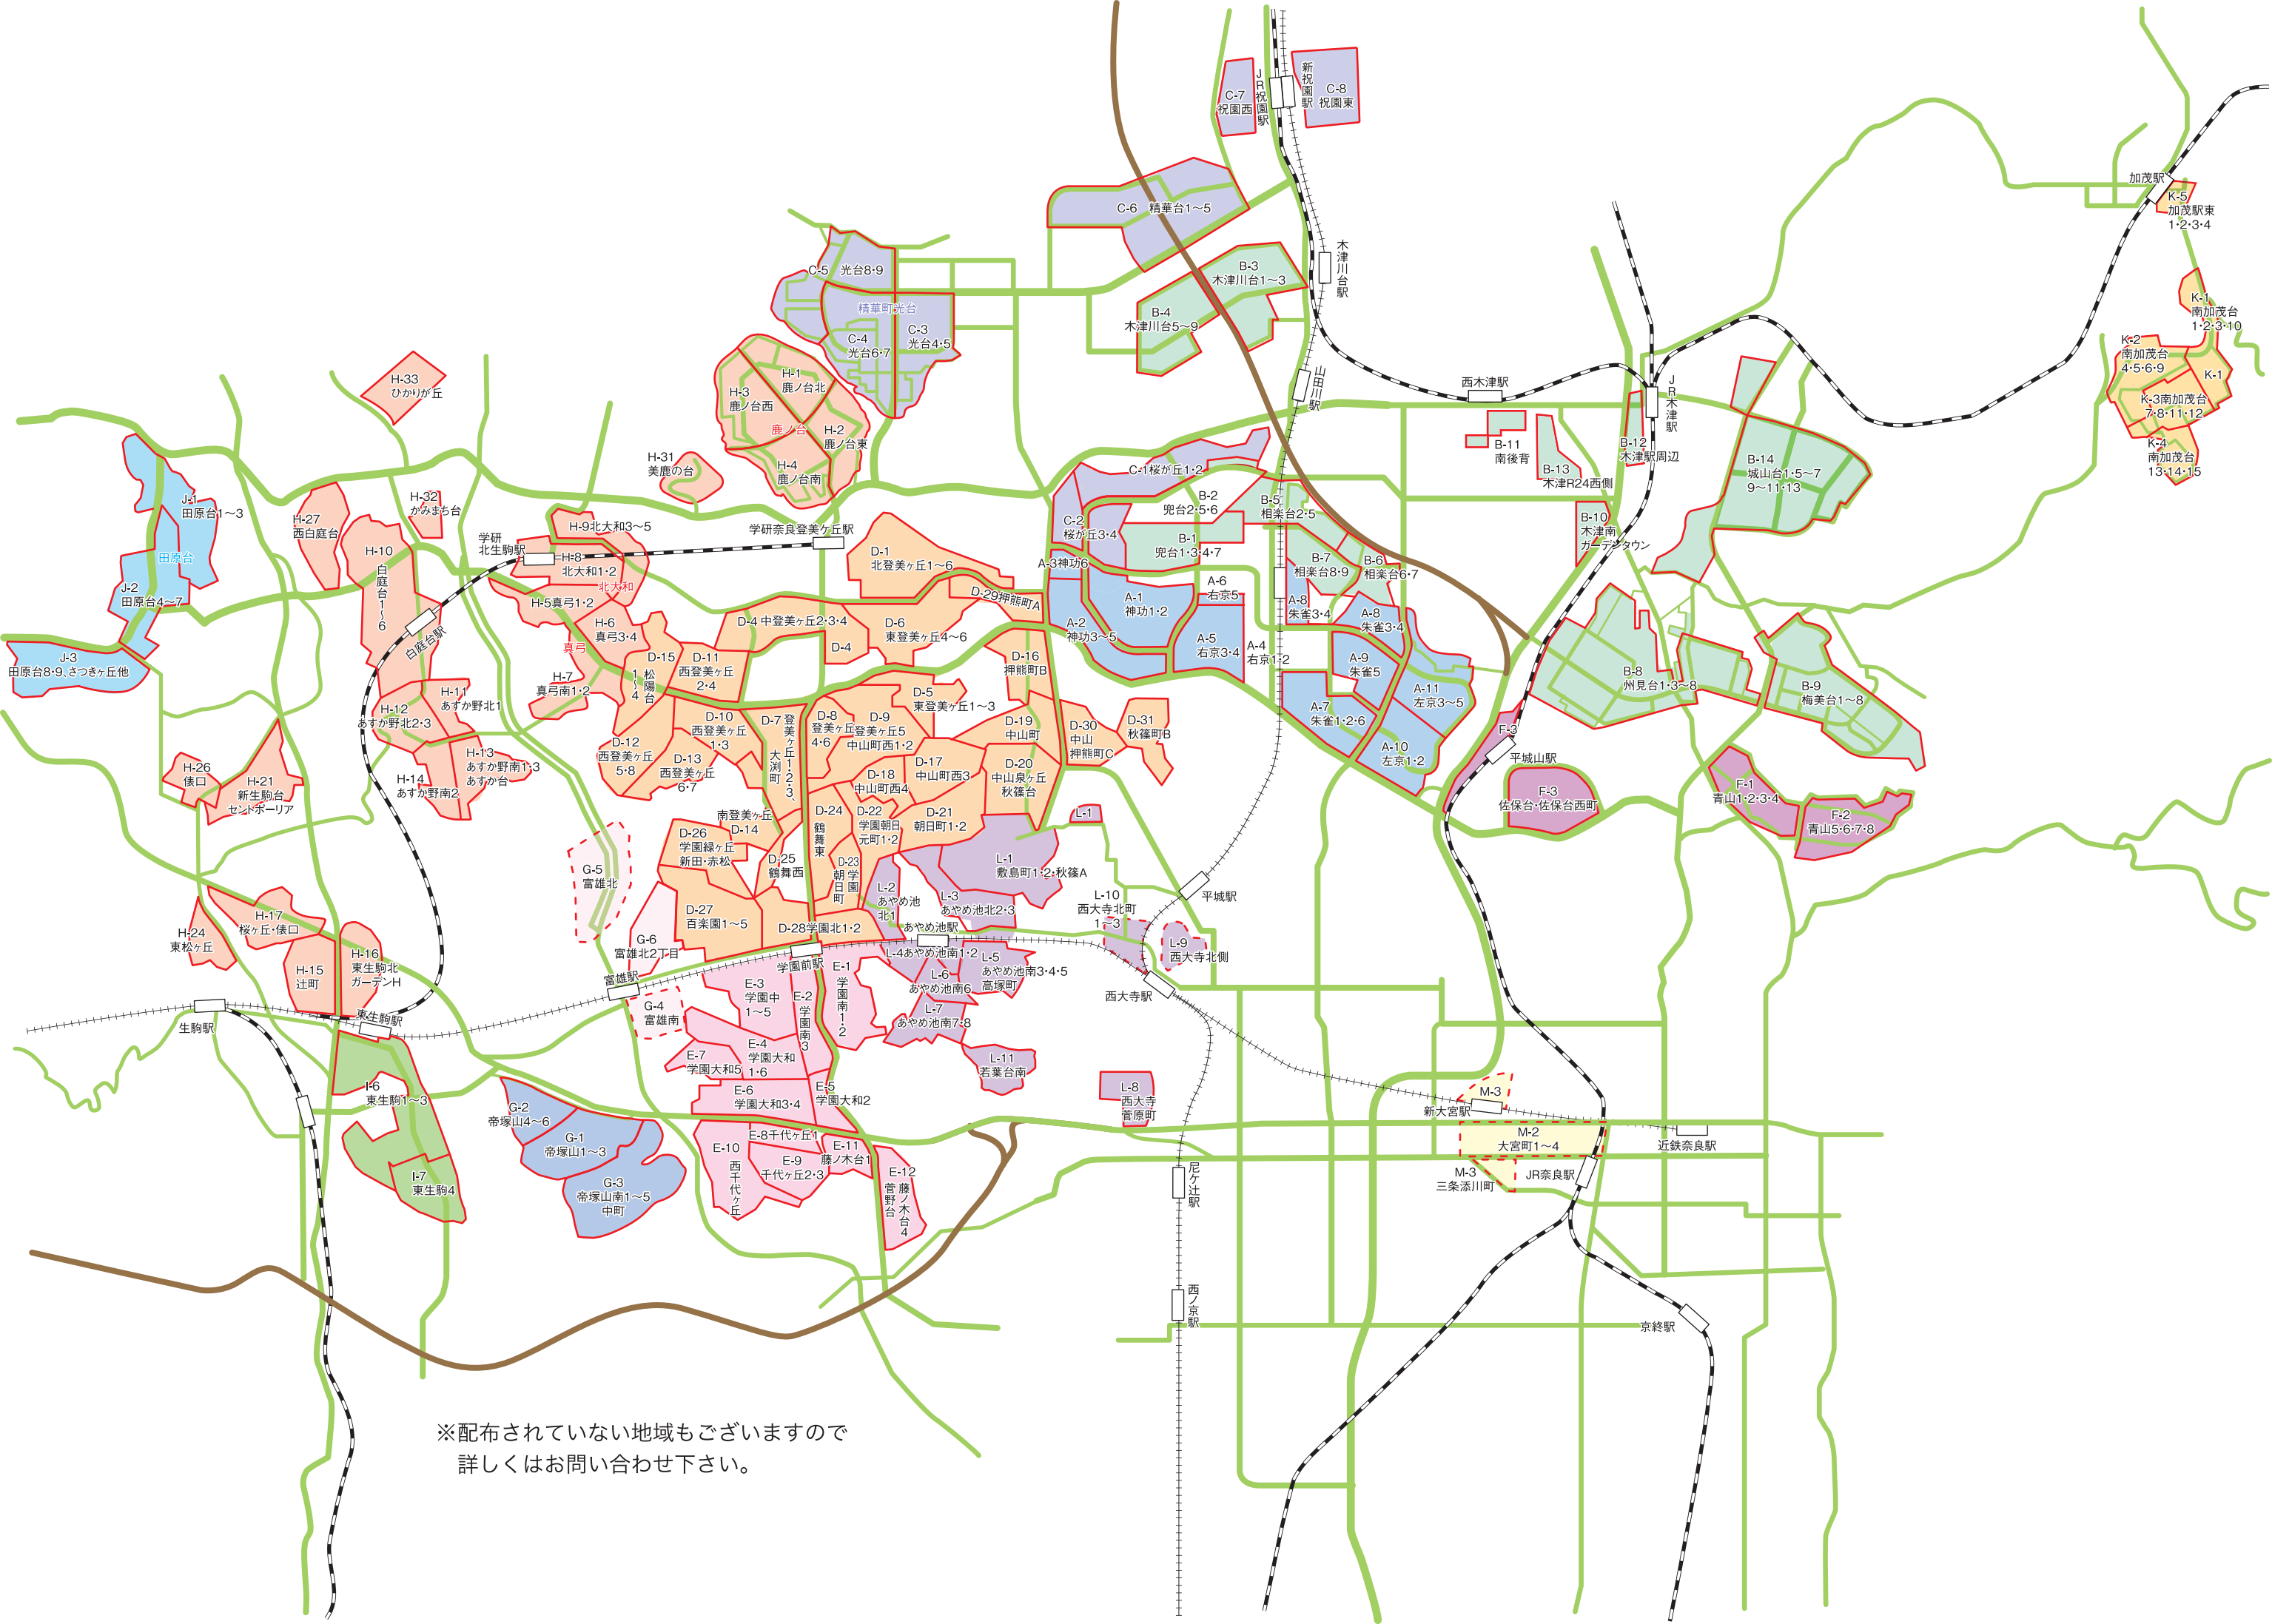 C-7
祝園西
JR祝園駅
新祝園駅
C-8
祝園東
C-6 精華台1〜5
木津川台駅
B-3
木津川台1〜3
B-4
木津川台5〜9
加茂駅
K-5
加茂駅東
1・2・3・4
K-1
南加茂台
1・2・3・10
K-2
南加茂台
4・5・6・9
K-1
K-3南加茂台
7・8・11・12
K-4
南加茂台
13・14・15
C-5 光台8・9
精華町光台
C-3
光台4・5
C-4
光台6・7
H-33
ひかりが丘
H-1
鹿ノ台北
H-3
鹿ノ台西
鹿ノ台
H-2
鹿ノ台東
H-4
鹿ノ台南
H-31
美鹿の台
山田川駅
西木津駅
JR木津駅
B-11
南後背
B-12
木津駅周辺
B-13
木津R24西側
B-14
城山台1・5〜7
9〜11・13
B-10
木津南
ガーデンタウン
J-1
田原台1〜3
田原台
J-2
田原台4〜7
J-3
田原台8・9、さつきヶ丘他
H-27
西白庭台
H-32
かみまち台
H-10
白庭台1〜6
白庭台駅
学研
北生駒駅
学研奈良登美ケ丘駅
H-9北大和3〜5
H-8
北大和1・2
北大和
H-5真弓1・2
H-6
真弓3・4
真弓
H-7
真弓南1・2
H-11
あすか野北1
H-12
あすか野北2・3
H-13
あすか野南1・3
あすか台
H-14
あすか野南2
H-26
俵口
H-21
新生駒台
セントポーリア
C-1桜が丘1・2
C-2
桜が丘3・4
B-2
兜台2・5・6
B-1
兜台1・3・4・7
B-5
相楽台2・5
B-7
相楽台8・9
B-6
相楽台6・7
A-3神功6
A-1
神功1・2
A-2
神功3〜5
A-6
右京5
A-5
右京3・4
A-4
右京1・2
A-8
朱雀3・4
A-8
朱雀3・4
A-9
朱雀5
A-7
朱雀1・2・6
A-11
左京3〜5
A-10
左京1・2
B-8
州見台1・3〜8
B-9
梅美台1〜8
F-3
平城山駅
F-3
佐保台・佐保台西町
F-1
青山1・2・3・4
F-2
青山5・6・7・8
D-1
北登美ヶ丘1〜6
D-29押熊町A
D-4 中登美ヶ丘2・3・4
D-4
D-6
東登美ヶ丘4〜6
D-15
松陽台
1〜4
D-11
西登美ヶ丘
2・4
D-16
押熊町B
D-5
東登美ヶ丘1〜3
D-10
西登美ヶ丘
1・3
D-7
登美ヶ丘1・2・3、
大渕町
D-8
登美ヶ丘
4・6
D-9
登美ヶ丘5
中山町西1・2
D-19
中山町
D-30
中山
押熊町C
D-31
秋篠町B
D-12
西登美ヶ丘
5・8
D-13
西登美ヶ丘
6・7
D-18
中山町西4
D-17
中山町西3
D-20
中山泉ヶ丘
秋篠台
南登美ヶ丘
D-14
D-24
鶴舞東
D-22
学園朝日
元町1・2
D-21
朝日町1・2
D-26
学園緑ヶ丘
新田・赤松
D-25
鶴舞西
D-23
学園
朝日町
D-27
百楽園1〜5
D-28学園北1・2
L-1
L-1
敷島町1・2・秋篠A
L-2
あやめ池
北1
L-3
あやめ池北2・3
L-10
西大寺北町
1〜3
平城駅
L-9
西大寺北側
西大寺駅
あやめ池駅
L-4あやめ池南1・2
L-5
あやめ池南3・4・5
高塚町
L-6
あやめ池南6
L-7
あやめ池南7・8
L-11
若葉台南
L-8
西大寺
菅原町
G-5
富雄北
G-6
富雄北2丁目
富雄駅
G-4
富雄南
学園前駅
E-1
学園南1・2
E-2
学園南3
E-3
学園中
1〜5
E-4
学園大和
1・6
E-7
学園大和5
E-6
学園大和3・4
E-5
学園大和2
E-8千代ヶ丘1
E-9
千代ヶ丘2・3
E-10
西千代ヶ丘
E-11
藤ノ木台1
E-12
藤ノ木台4
菅野台
H-17
桜ヶ丘・俵口
H-24
東松ヶ丘
H-15
辻町
H-16
東生駒北
ガーデンH
生駒駅
東生駒駅
I-6
東生駒1〜3
I-7
東生駒4
G-2
帝塚山4〜6
G-1
帝塚山1〜3
G-3
帝塚山南1〜5
中町
M-3
新大宮駅
M-2
大宮町1〜4
M-3
三条添川町
近鉄奈良駅
JR奈良駅
尼ケ辻駅
西ノ京駅
京終駅
※配布されていない地域もございますので
詳しくはお問い合わせ下さい。